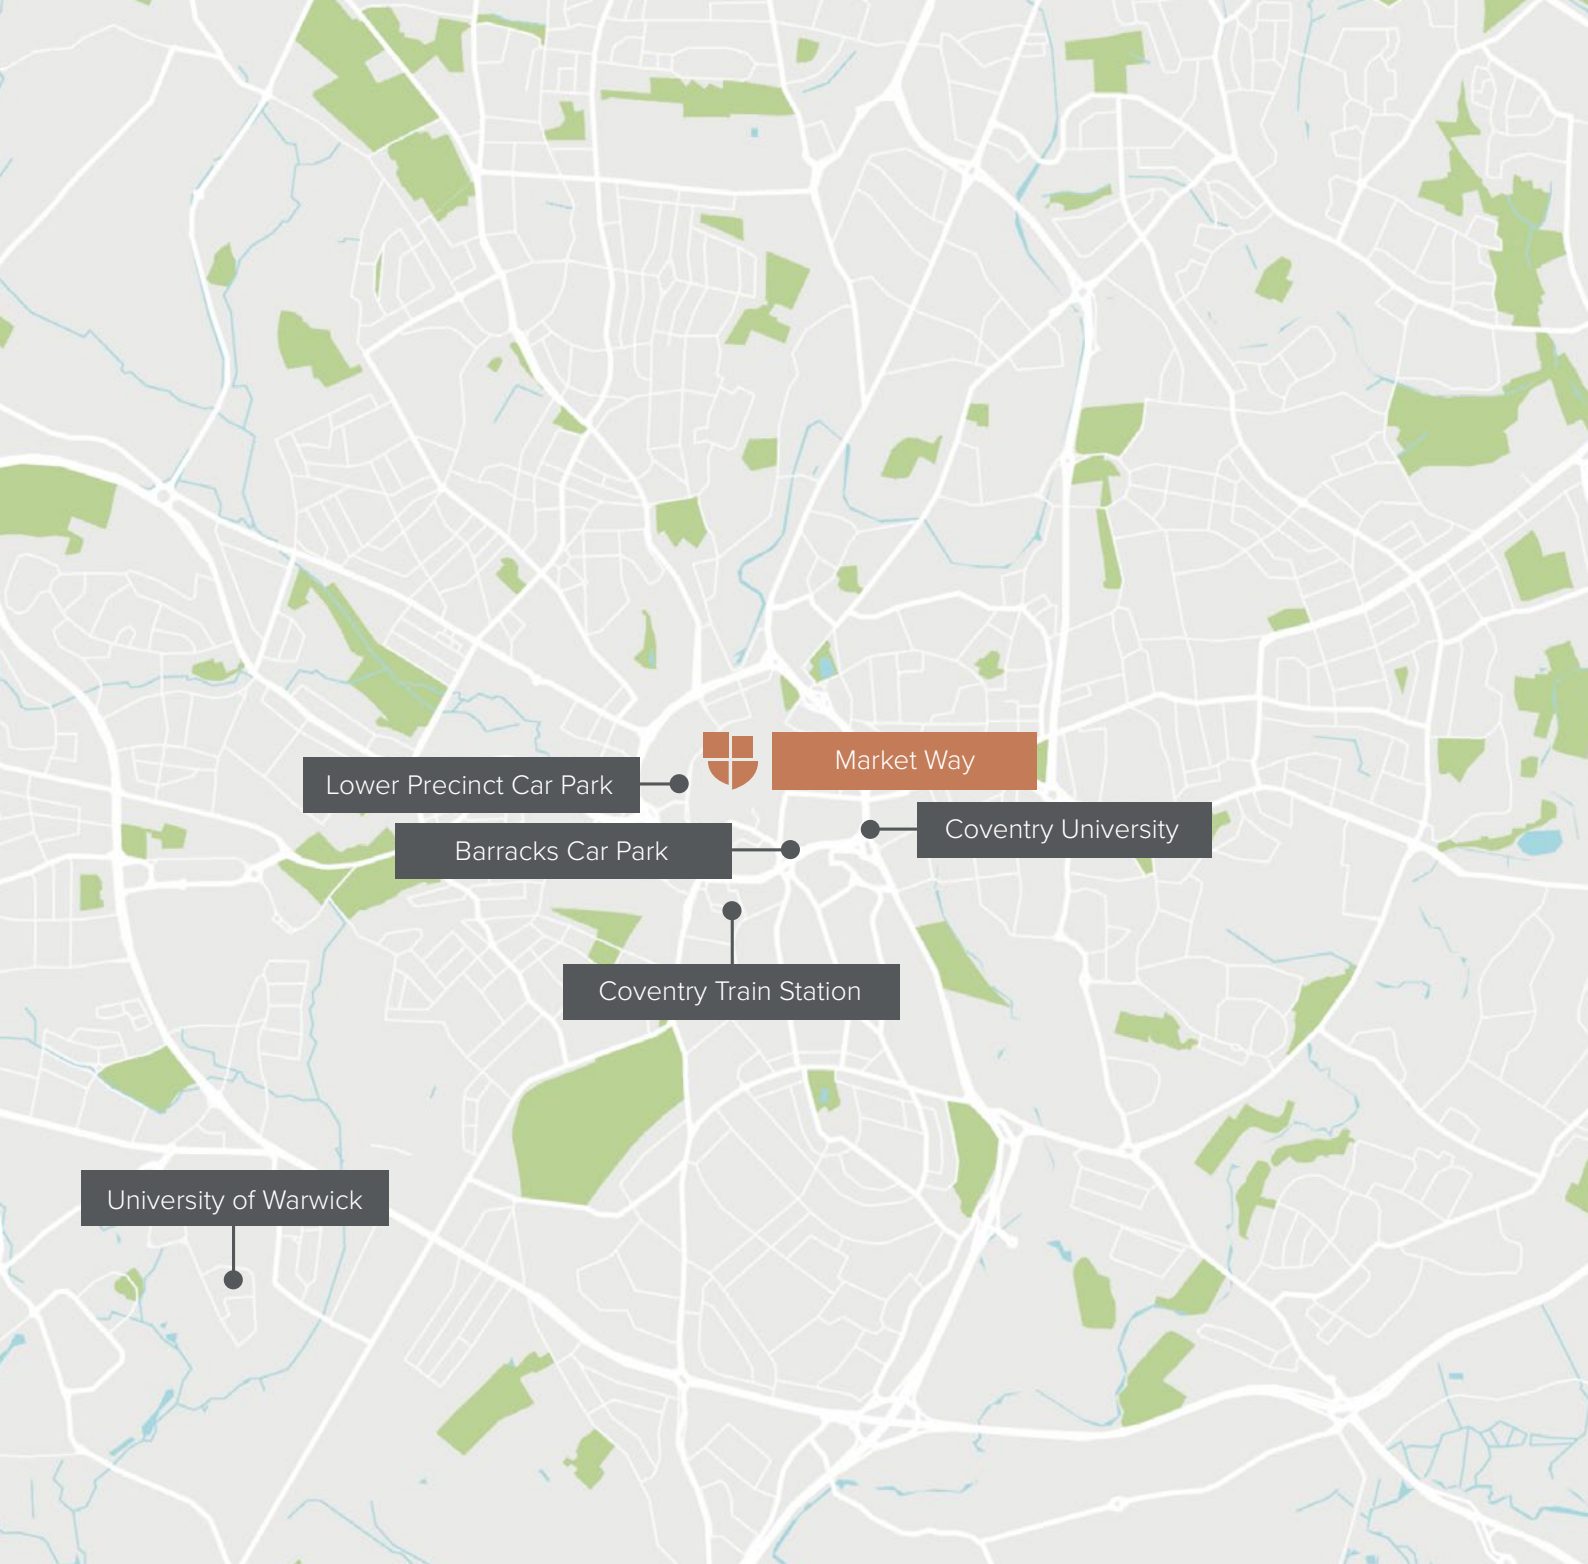 Market Way
Lower Precinct Car Park
Coventry University
Barracks Car Park
Coventry Train Station
University of Warwick